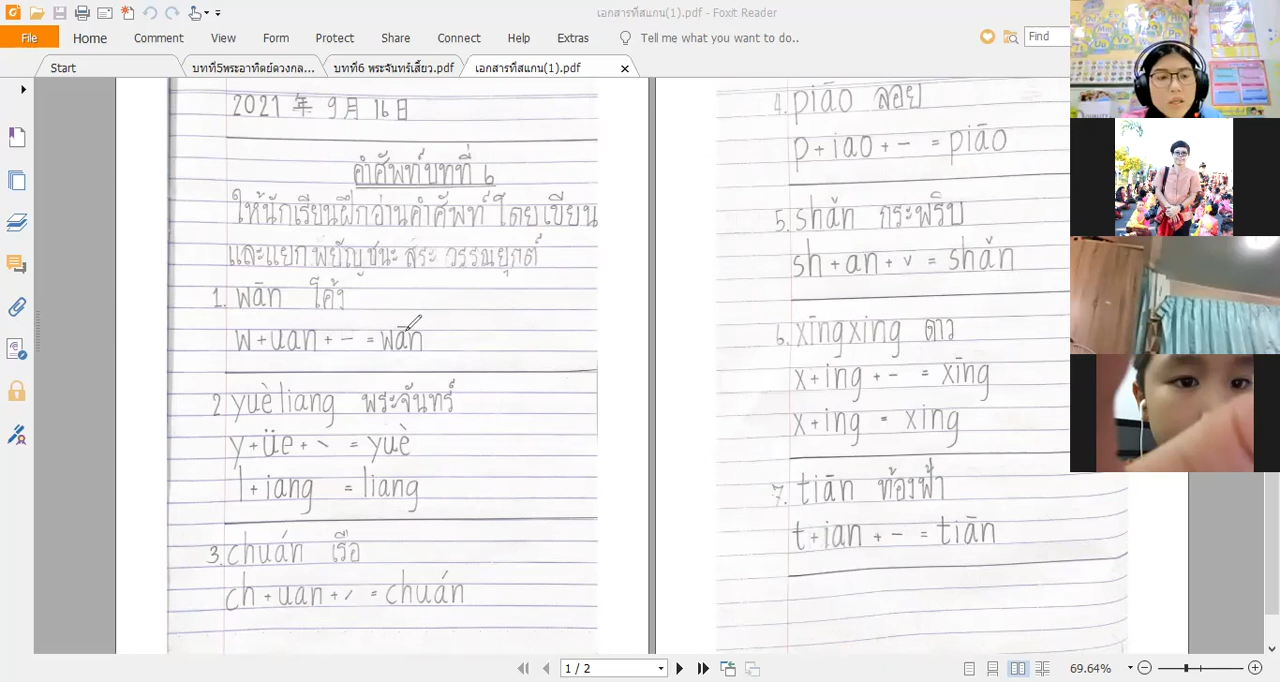 เอกสารที่สแกน(1).pdf - Foxit Reader
File Home Comment View Form Protect Share Connect Help Extras Tell me what you want to do.. Find
Start บทที่5พระอาทิตย์ดวงกล... บทที่6 พระจันทร์เสี้ยว.pdf เอกสารที่สแกน(1).pdf
2021 年 9 月 16 日
คำศัพท์บทที่ 6
ให้นักเรียนฝึกอ่านคำศัพท์ โดยเขียน
และแยกพยัญชนะ สระ วรรณยุกต์
1. wān โค้ง
w + uan + - = wān
2 yuèliang พระจันทร์
y + üe + ヽ = yuè
l + iang = liang
3. chuán เรือ
ch + uan + ˊ = chuán
4. piāo ลอย
p + iao + - = piāo
5. shǎn กระพริบ
sh + an + v = shǎn
6. xīngxing ดาว
x + ing + - = xīng
x + ing = xing
7. tiān ท้องฟ้า
t + ian + - = tiān
1 / 2
69.64%